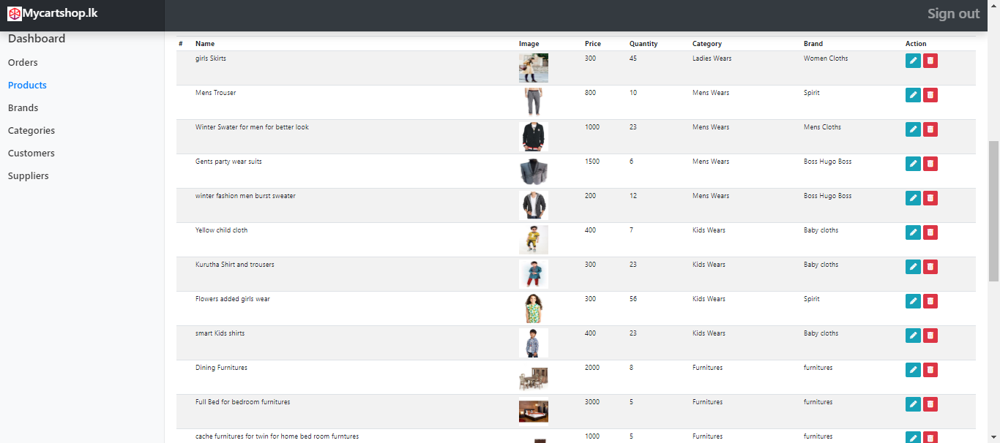 Mycartshop.lk
Sign out
Dashboard
Orders
Products
Brands
Categories
Customers
Suppliers
# Name Image Price Quantity Category Brand Action
girls Skirts 300 45 Ladies Wears Women Cloths
Mens Trouser 800 10 Mens Wears Spirit
Winter Swater for men for better look 1000 23 Mens Wears Mens Cloths
Gents party wear suits 1500 6 Mens Wears Boss Hugo Boss
winter fashion men burst sweater 200 12 Mens Wears Boss Hugo Boss
Yellow child cloth 400 7 Kids Wears Baby cloths
Kurutha Shirt and trousers 300 23 Kids Wears Baby cloths
Flowers added girls wear 300 56 Kids Wears Spirit
smart Kids shirts 400 23 Kids Wears Baby cloths
Dining Furnitures 2000 8 Furnitures furnitures
Full Bed for bedroom furnitures 3000 5 Furnitures furnitures
cache furnitures for twin for home bed room furntures 1000 5 Furnitures furnitures